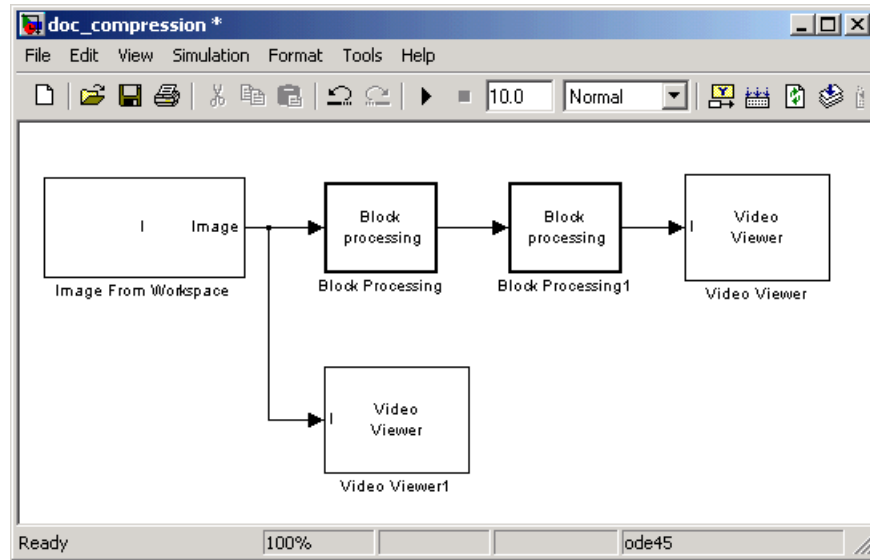 doc_compression *
File Edit View Simulation Format Tools Help
10.0 Normal
I Image
Image From Workspace
Block
processing
Block Processing
Block
processing
Block Processing1
I Video
Viewer
Video Viewer
I Video
Viewer
Video Viewer1
Ready 100% ode45